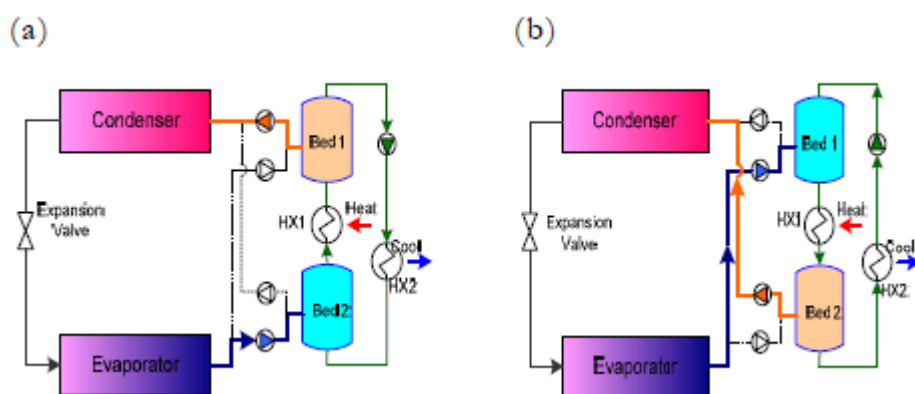 (a)
Condenser
Bed 1
Expansion
Valve
HX1
Heat
Cool
HX2
Bed 2
Evaporator
(b)
Condenser
Bed 1
Expansion
Valve
HX1
Heat
Cool
HX2
Bed 2
Evaporator